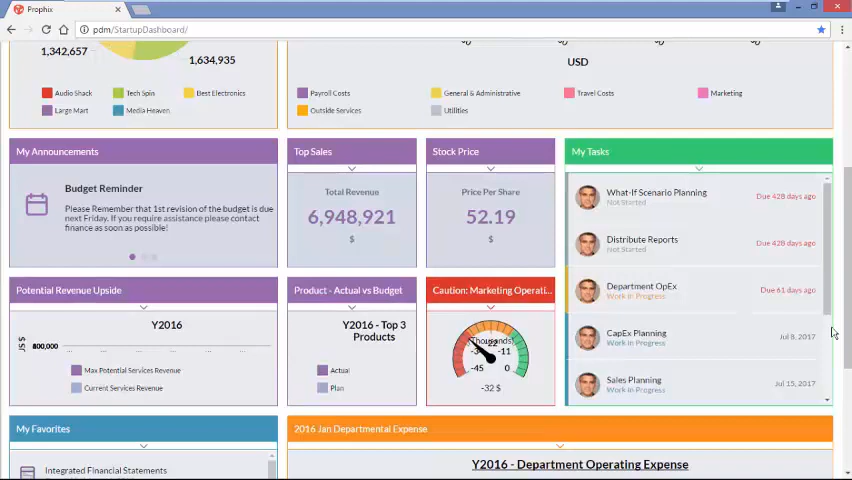 Prophix
pdm/StartupDashboard/
1,342,657
1,634,935
USD
Audio Shack
Tech Spin
Best Electronics
Large Mart
Media Heaven
Payroll Costs
General & Administrative
Travel Costs
Marketing
Outside Services
Utilities
My Announcements
Budget Reminder
Please Remember that 1st revision of the budget is due
next Friday. If you require assistance please contact
finance as soon as possible!
Top Sales
Total Revenue
6,948,921
$
Stock Price
Price Per Share
52.19
$
My Tasks
What-If Scenario Planning
Not Started
Due 428 days ago
Distribute Reports
Not Started
Due 428 days ago
Department OpEx
Work in Progress
Due 61 days ago
CapEx Planning
Work in Progress
Jul 8, 2017
Sales Planning
Work in Progress
Jul 15, 2017
Potential Revenue Upside
Y2016
US $
Max Potential Services Revenue
Current Services Revenue
Product - Actual vs Budget
Y2016 - Top 3
Products
Actual
Plan
Caution: Marketing Operati...
Thousands
-22
-11
-45
0
-32 $
My Favorites
Integrated Financial Statements
2016 Jan Departmental Expense
Y2016 - Department Operating Expense